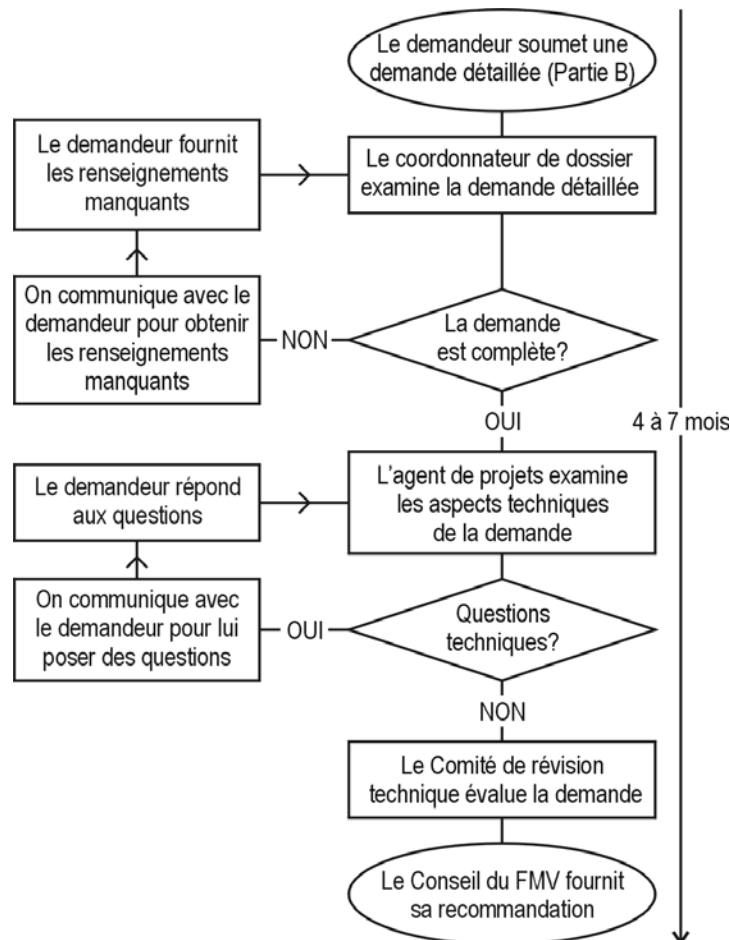 Le demandeur soumet une
demande détaillée (Partie B)
Le demandeur fournit
les renseignements
manquants
Le coordonnateur de dossier
examine la demande détaillée
On communique avec le
demandeur pour obtenir
les renseignements
manquants
NON
La demande
est complète?
OUI
4 à 7 mois
Le demandeur répond
aux questions
L'agent de projets examine
les aspects techniques
de la demande
On communique avec
le demandeur pour lui
poser des questions
OUI
Questions
techniques?
NON
Le Comité de révision
technique évalue la demande
Le Conseil du FMV fournit
sa recommandation